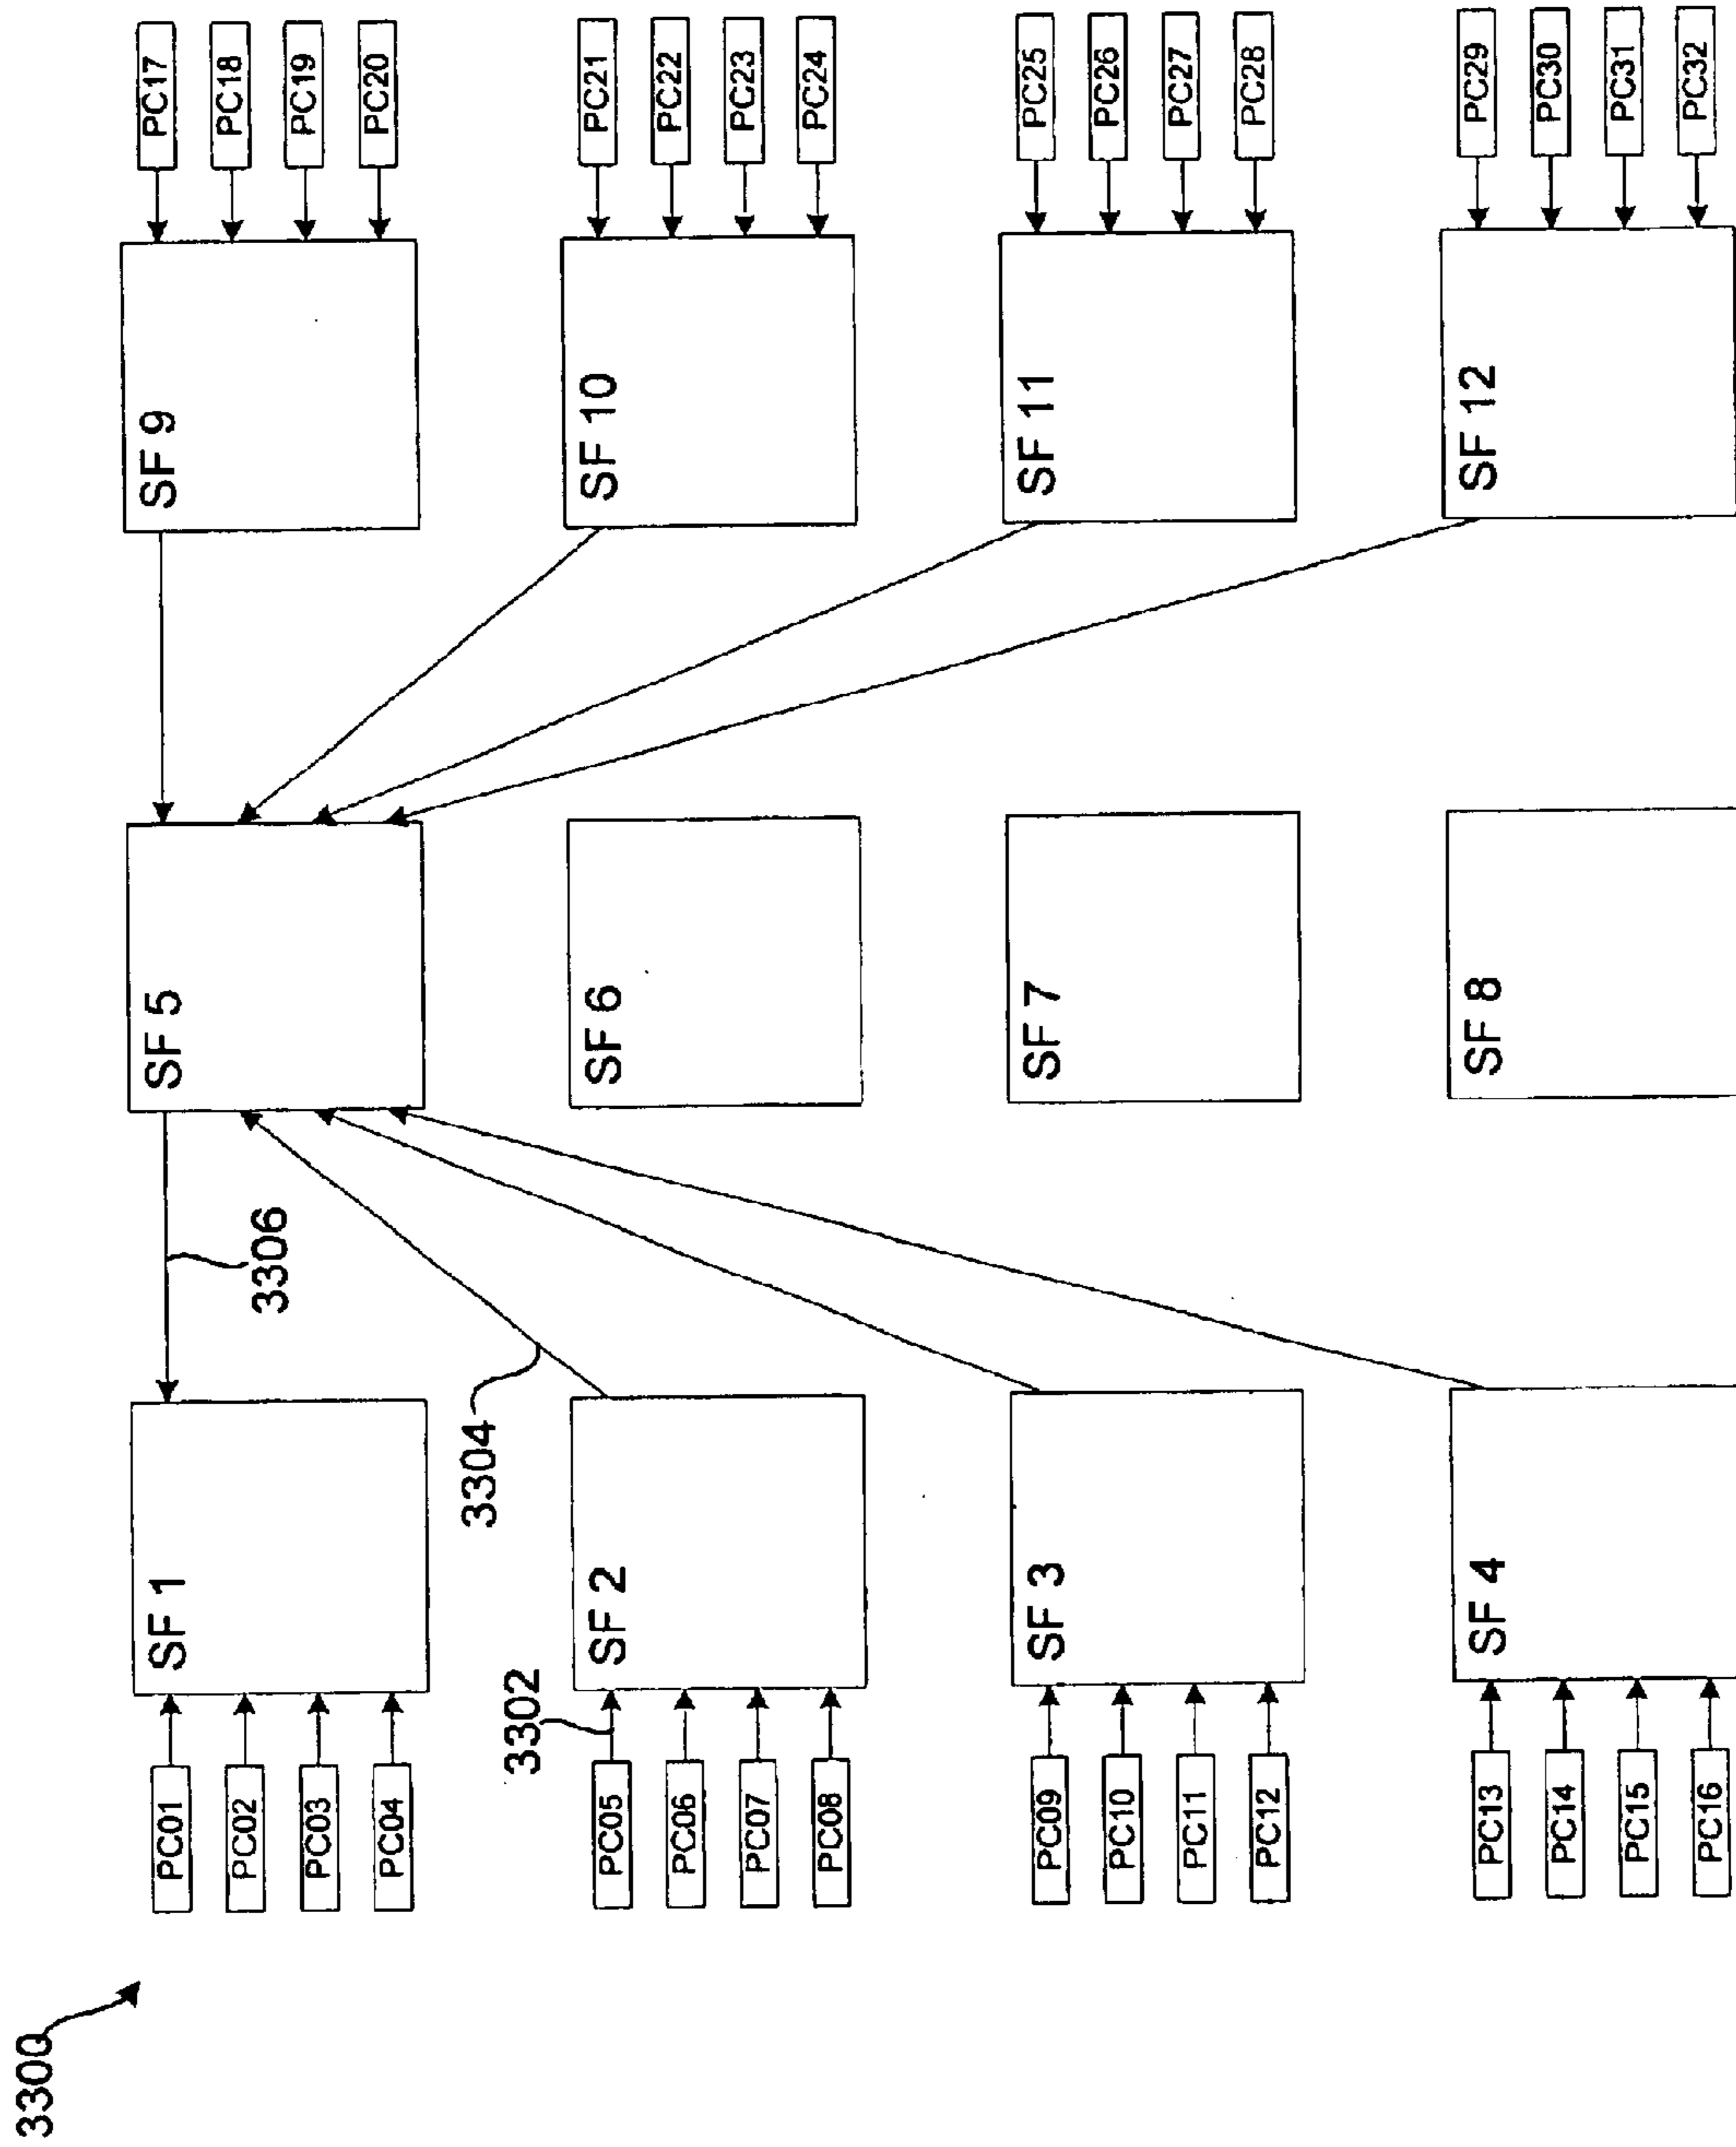 3300
PC01
PC02
PC03
PC04
SF 1
3306
SF 5
SF 9
PC17
PC18
PC19
PC20
3302
3304
PC05
PC06
PC07
PC08
SF 2
SF 6
SF 10
PC21
PC22
PC23
PC24
PC09
PC10
PC11
PC12
SF 3
SF 7
SF 11
PC25
PC26
PC27
PC28
PC13
PC14
PC15
PC16
SF 4
SF 8
SF 12
PC29
PC30
PC31
PC32